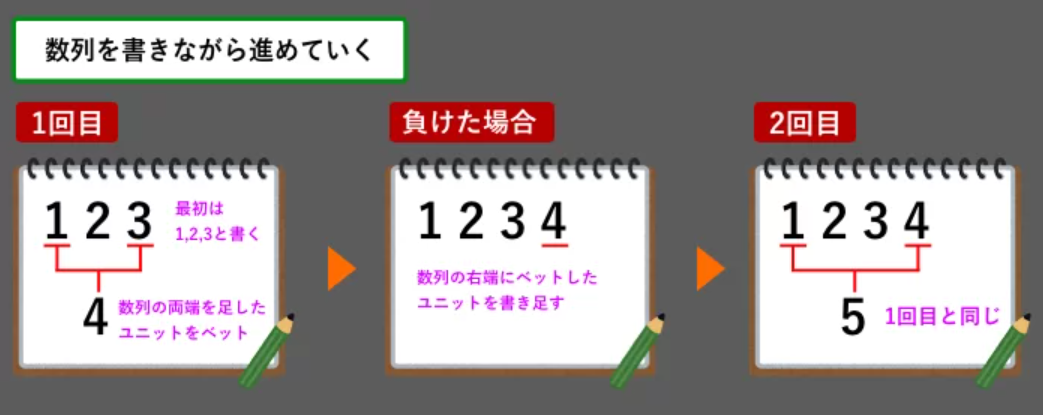 数列を書きながら進めていく
1回目
1 2 3
最初は
1,2,3と書く
4
数列の両端を足した
ユニットをベット
負けた場合
1 2 3 4
数列の右端にベットした
ユニットを書き足す
2回目
1 2 3 4
5
1回目と同じ